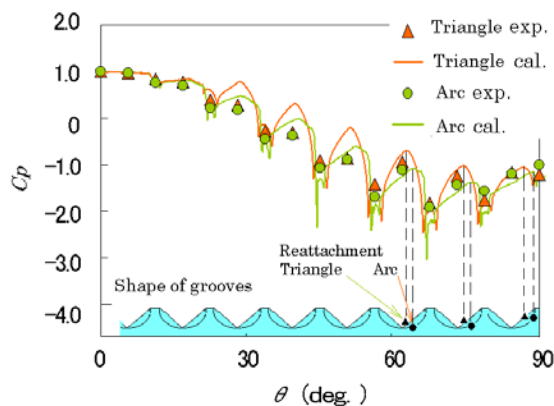 2.0
1.0
0
-1.0
-2.0
-3.0
-4.0
Cp
Triangle exp.
Triangle cal.
Arc exp.
Arc cal.
Reattachment
Triangle
Arc
Shape of grooves
0
30
60
90
θ (deg. )